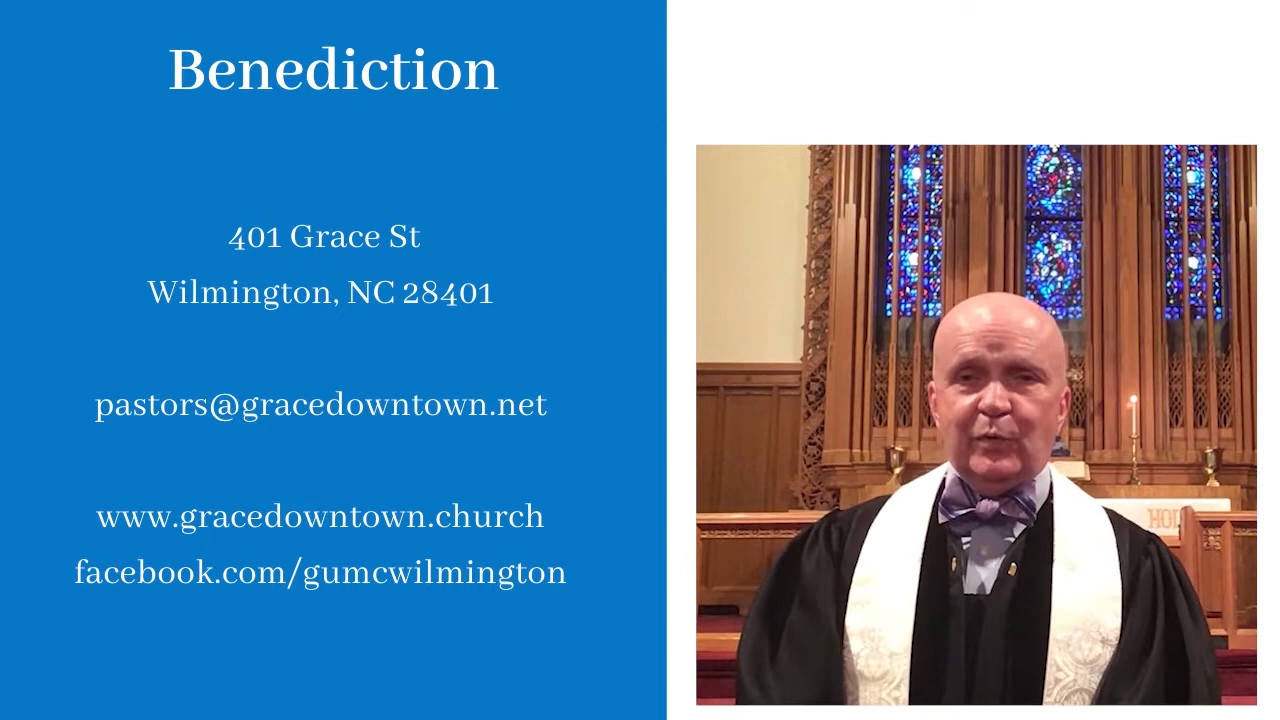 Benediction
401 Grace St
Wilmington, NC 28401
pastors@gracedowntown.net
www.gracedowntown.church
facebook.com/gumcwilmington